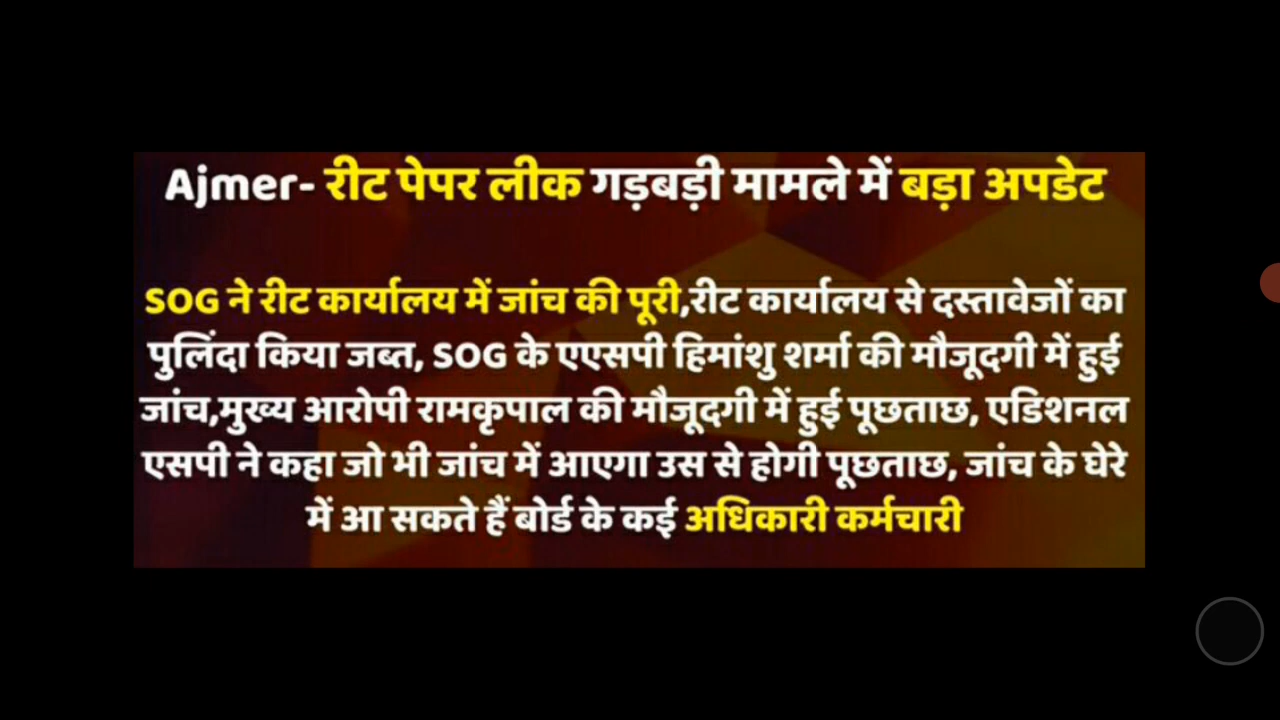 Ajmer- रीट पेपर लीक गड़बड़ी मामले में बड़ा अपडेट
SOG ने रीट कार्यालय में जांच की पूरी,रीट कार्यालय से दस्तावेजों का
पुलिंदा किया जब्त, SOG के एएसपी हिमांशु शर्मा की मौजूदगी में हुई
जांच,मुख्य आरोपी रामकृपाल की मौजूदगी में हुई पूछताछ, एडिशनल
एसपी ने कहा जो भी जांच में आएगा उस से होगी पूछताछ, जांच के घेरे
में आ सकते हैं बोर्ड के कई अधिकारी कर्मचारी